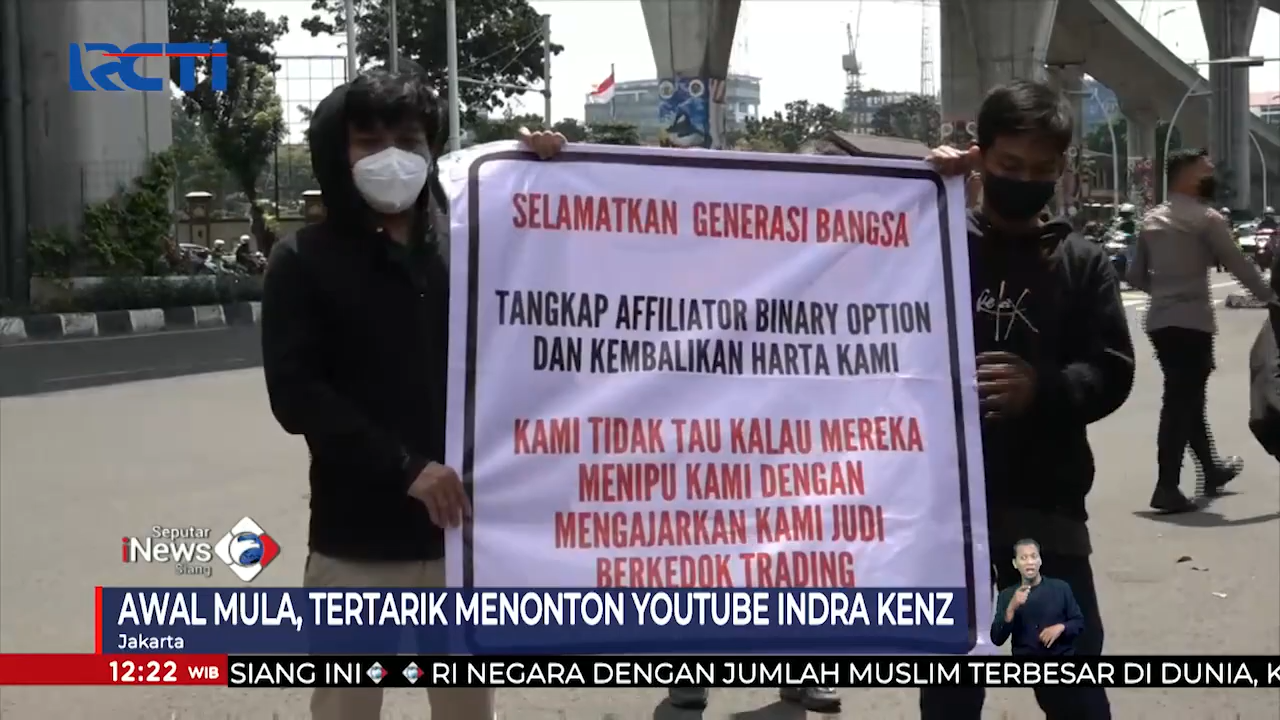 RCTI
SELAMATKAN GENERASI BANGSA
TANGKAP AFFILIATOR BINARY OPTION
DAN KEMBALIKAN HARTA KAMI
KAMI TIDAK TAU KALAU MEREKA
MENIPU KAMI DENGAN
MENGAJARKAN KAMI JUDI
BERKEDOK TRADING
Relax
Seputar
iNews
Siang
AWAL MULA, TERTARIK MENONTON YOUTUBE INDRA KENZ
Jakarta
12:22 WIB SIANG INI RI NEGARA DENGAN JUMLAH MUSLIM TERBESAR DI DUNIA, K